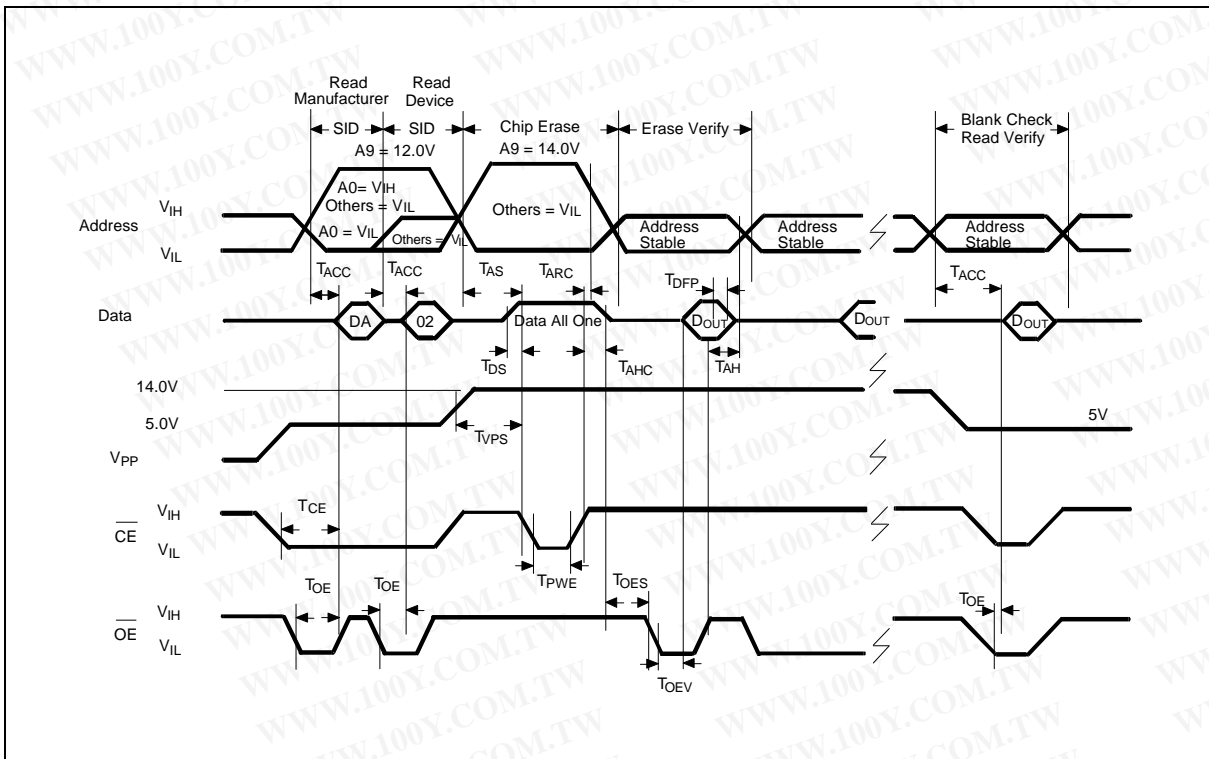 Read Manufacturer
SID
Read Device
SID
A9 = 12.0V
Chip Erase
A9 = 14.0V
Erase Verify
Blank Check
Read Verify
Address
VIH
VIL
A0= VIH
Others = VIL
A0 = VIL
Others = VIL
Others = VIL
Address Stable
Address Stable
Address Stable
TACC
TACC
TAS
TARC
TDFP
TACC
Data
DA
02
Data All One
DOUT
DOUT
DOUT
TDS
TAHC
TAH
14.0V
5.0V
VPP
TVPS
5V
CE
VIH
VIL
TCE
TPWE
OE
VIH
VIL
TOE
TOE
TOES
TOEV
TOE
WWW.100Y.COM.TW